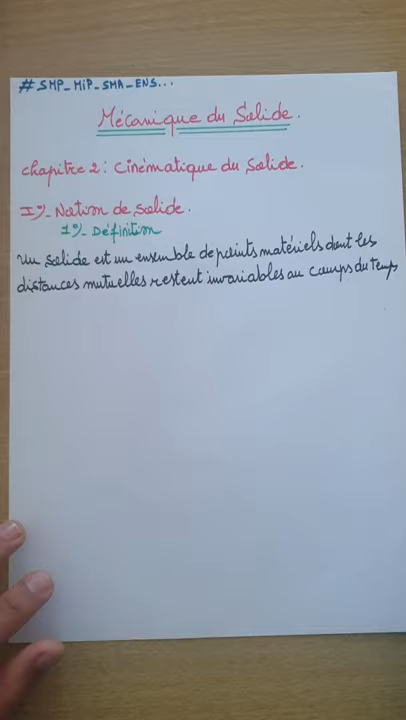 #SMP_MIP_SMA_ENS...
Mécanique du Solide.
chapitre 2 : Cinématique du Solide.
I°/- Notion de solide.
1°/- Définition
Un solide est un ensemble de points matériels dont les
distances mutuelles restent invariables au cours du temps